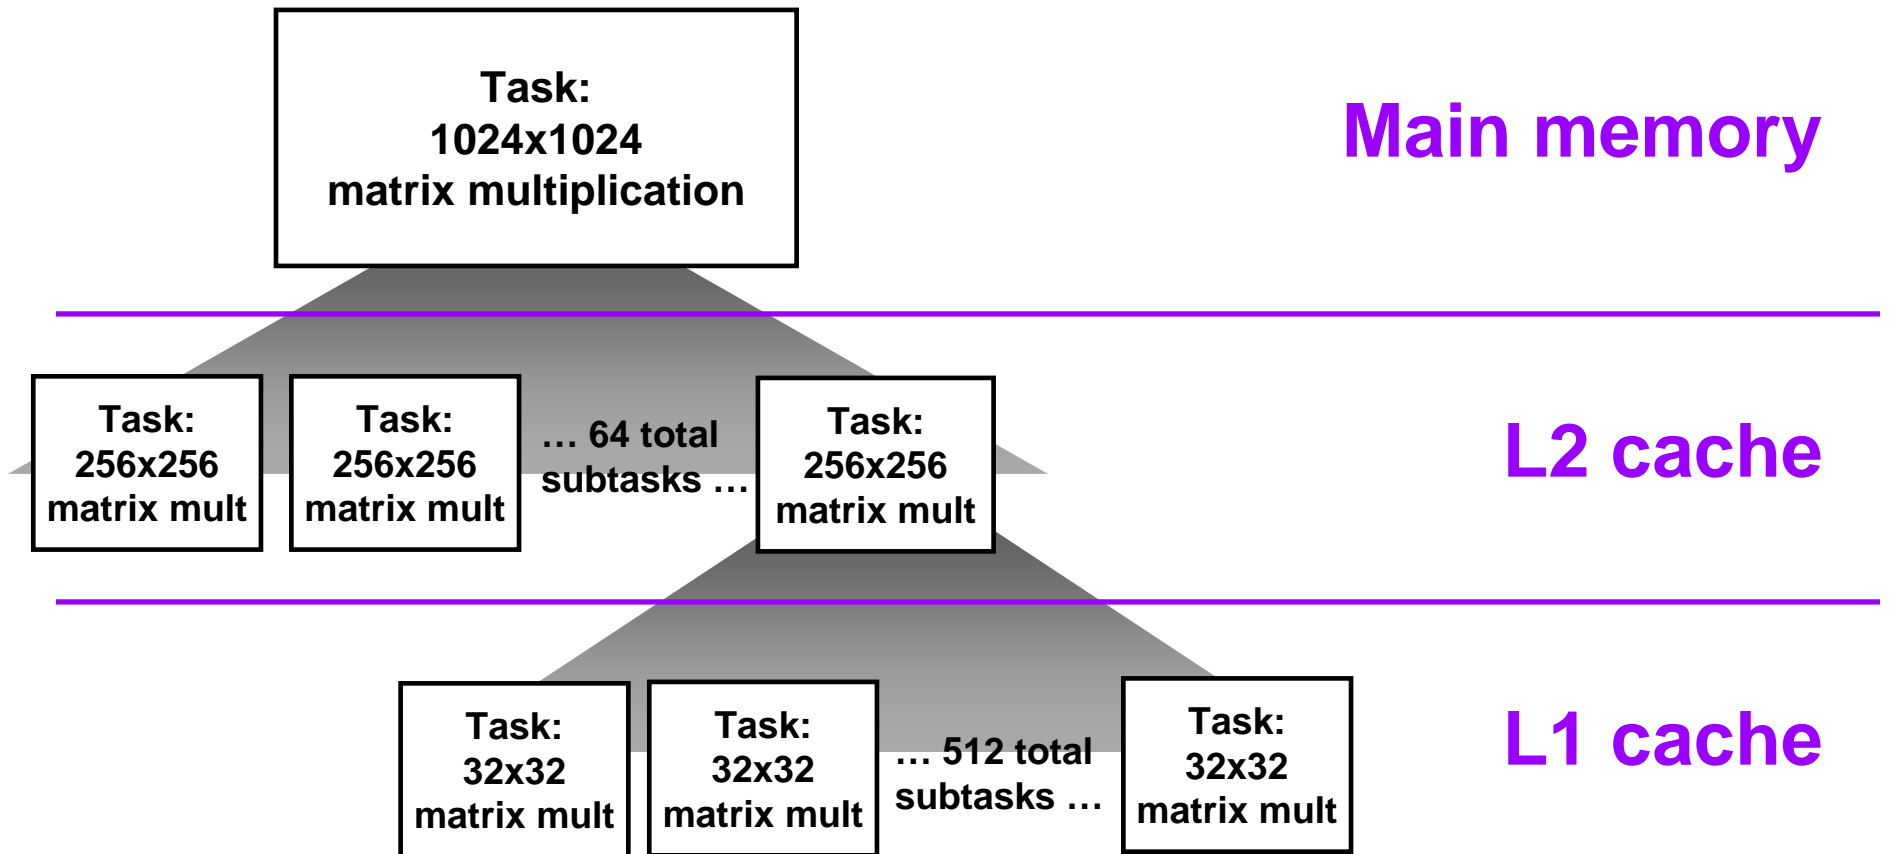 Task:
1024x1024
matrix multiplication
Main memory
Task:
256x256
matrix mult
Task:
256x256
matrix mult
… 64 total
subtasks …
Task:
256x256
matrix mult
L2 cache
Task:
32x32
matrix mult
Task:
32x32
matrix mult
… 512 total
subtasks …
Task:
32x32
matrix mult
L1 cache